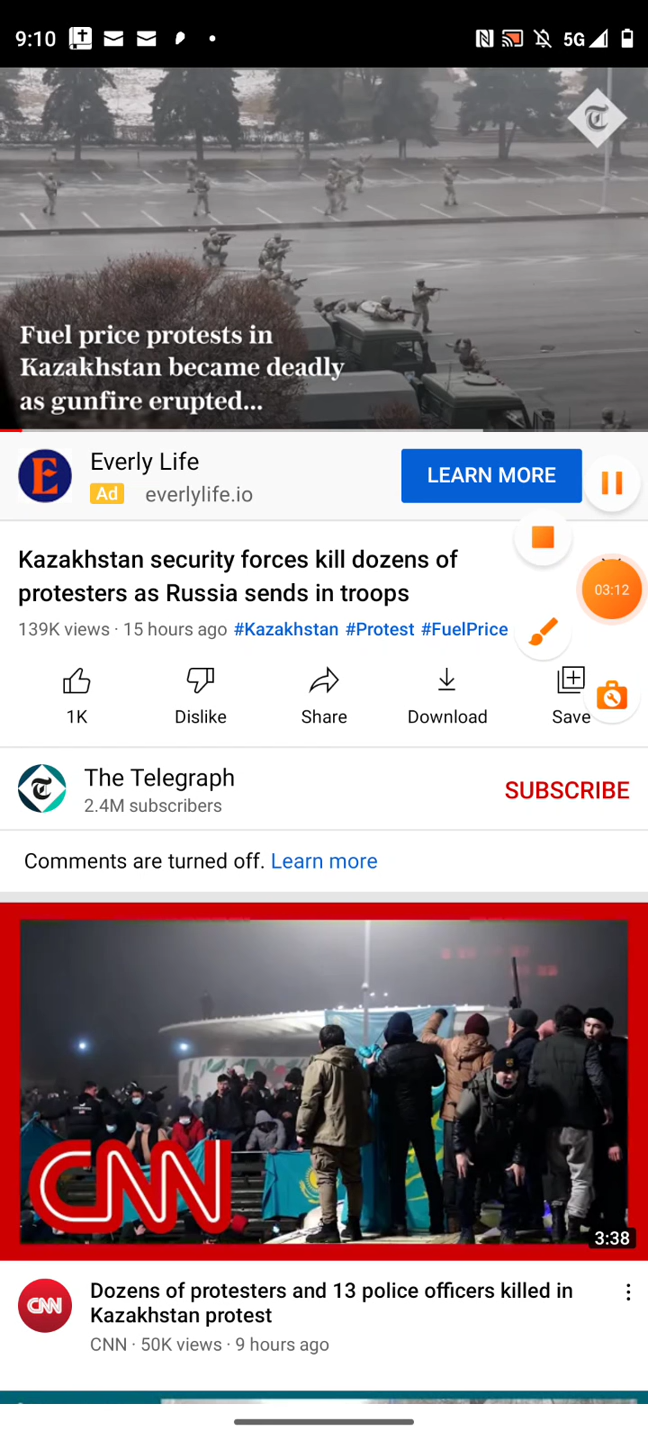 9:10
5G
Fuel price protests in
Kazakhstan became deadly
as gunfire erupted...
Everly Life
Ad everlylife.io
LEARN MORE
03:12
Kazakhstan security forces kill dozens of
protesters as Russia sends in troops
139K views · 15 hours ago #Kazakhstan #Protest #FuelPrice
1K Dislike Share Download Save
The Telegraph
2.4M subscribers
SUBSCRIBE
Comments are turned off. Learn more
CNN
3:38
CNN
Dozens of protesters and 13 police officers killed in
Kazakhstan protest
CNN · 50K views · 9 hours ago